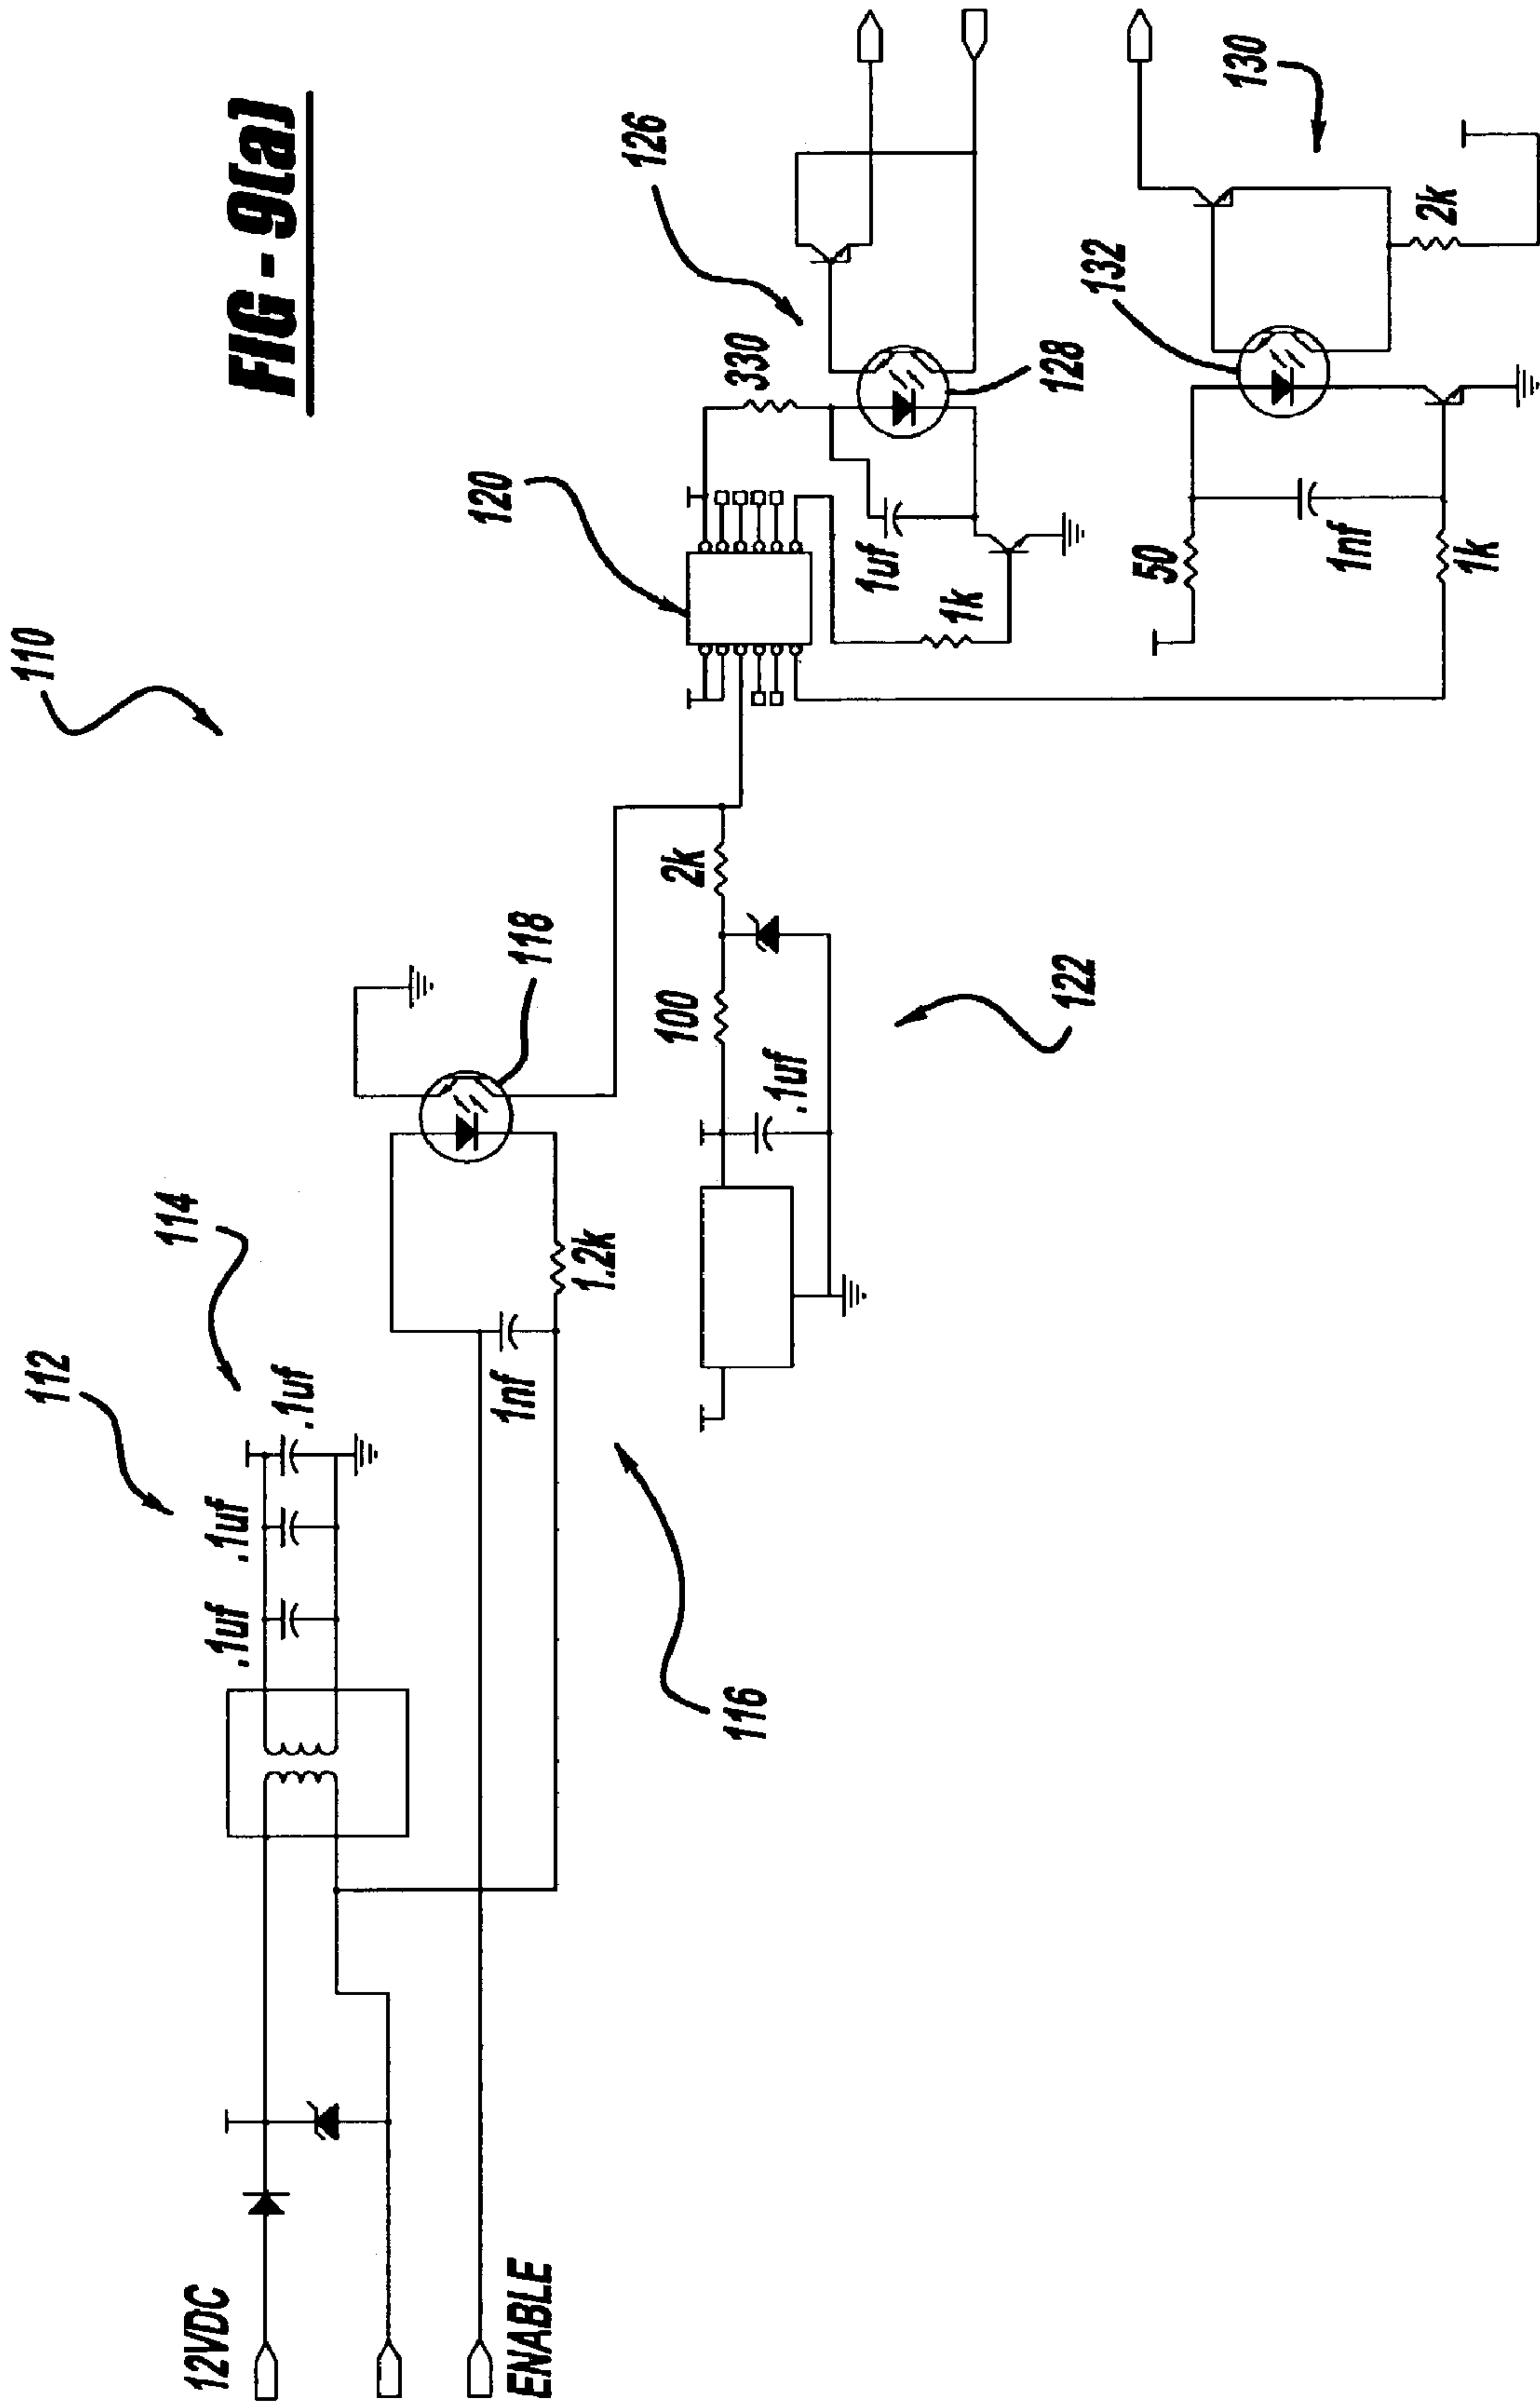 FIG - 9(a)
110
112
114
12VDC
.1uf
.1uf
.1uf
ENABLE
116
1nf
1.2k
118
100
2k
.1uf
122
120
330
126
1uf
1k
128
50
132
130
1nf
1k
2k